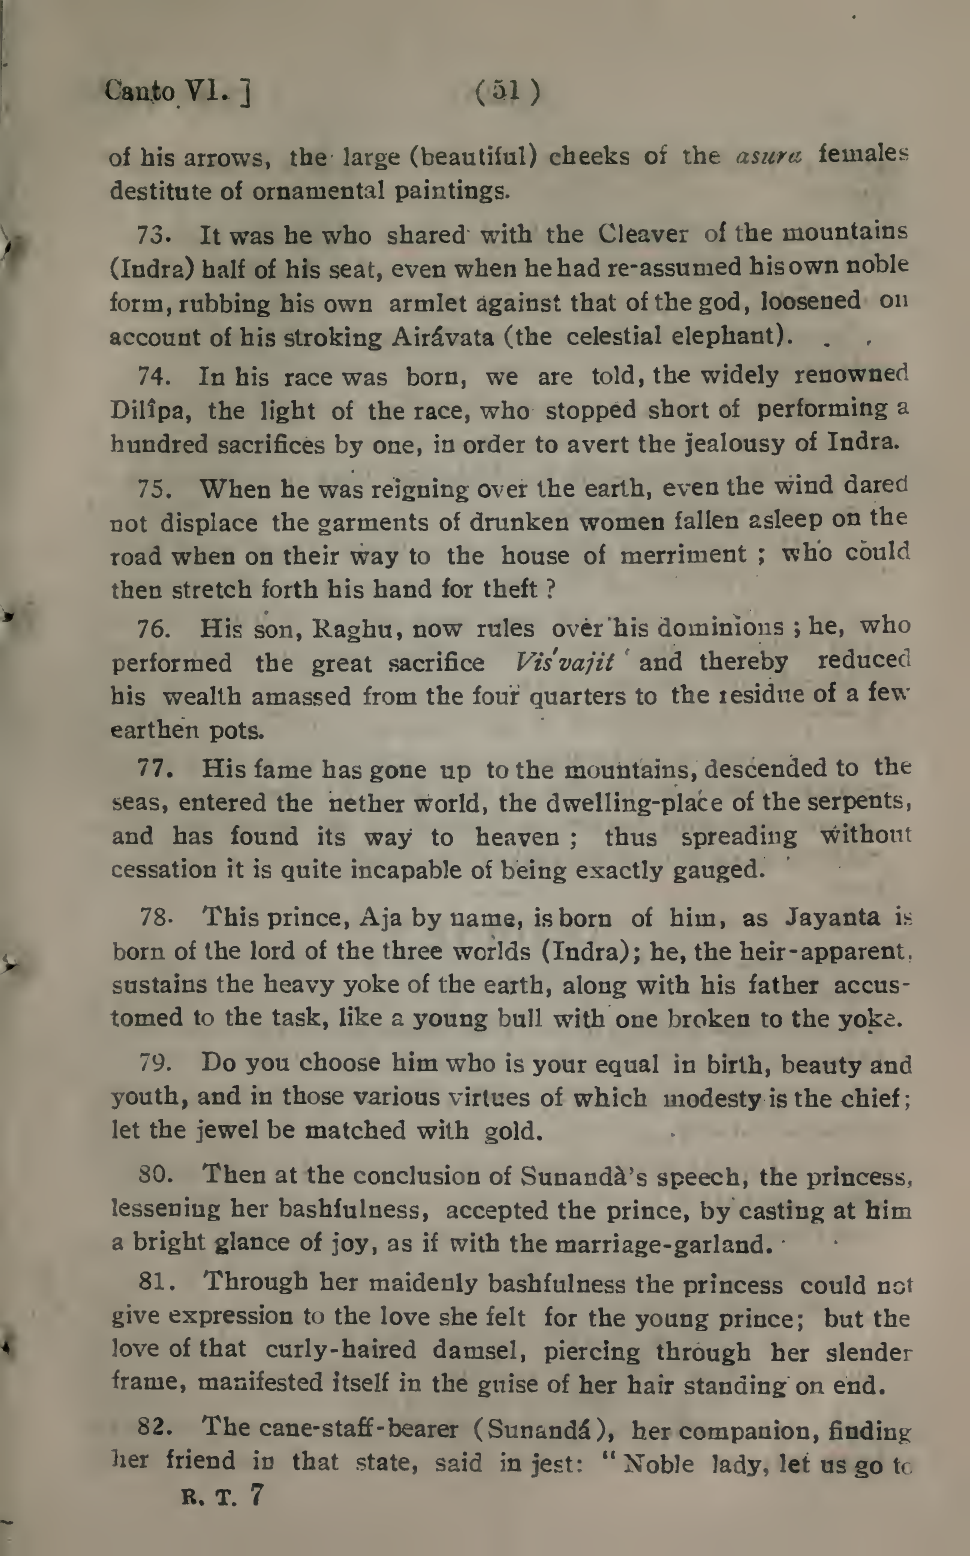 Canto VI. ] ( 51 )
of his arrows, the large (beautiful) cheeks of the asura females
destitute of ornamental paintings.
73. It was he who shared with the Cleaver of the mountains
(Indra) half of his seat, even when he had re-assumed his own noble
form, rubbing his own armlet against that of the god, loosened on
account of his stroking Airávata (the celestial elephant).
74. In his race was born, we are told, the widely renowned
Dilîpa, the light of the race, who stopped short of performing a
hundred sacrifices by one, in order to avert the jealousy of Indra.
75. When he was reigning over the earth, even the wind dared
not displace the garments of drunken women fallen asleep on the
road when on their way to the house of merriment ; who could
then stretch forth his hand for theft ?
76. His son, Raghu, now rules over his dominions ; he, who
performed the great sacrifice Vis'vajit and thereby reduced
his wealth amassed from the four quarters to the residue of a few
earthen pots.
77. His fame has gone up to the mountains, descended to the
seas, entered the nether world, the dwelling-place of the serpents,
and has found its way to heaven ; thus spreading without
cessation it is quite incapable of being exactly gauged.
78. This prince, Aja by name, is born of him, as Jayanta is
born of the lord of the three worlds (Indra); he, the heir-apparent,
sustains the heavy yoke of the earth, along with his father accus-
tomed to the task, like a young bull with one broken to the yoke.
79. Do you choose him who is your equal in birth, beauty and
youth, and in those various virtues of which modesty is the chief;
let the jewel be matched with gold.
80. Then at the conclusion of Sunandà's speech, the princess,
lessening her bashfulness, accepted the prince, by casting at him
a bright glance of joy, as if with the marriage-garland.
81. Through her maidenly bashfulness the princess could not
give expression to the love she felt for the young prince; but the
love of that curly-haired damsel, piercing through her slender
frame, manifested itself in the guise of her hair standing on end.
82. The cane-staff-bearer (Sunandá), her companion, finding
her friend in that state, said in jest: "Noble lady, let us go to
R. T. 7